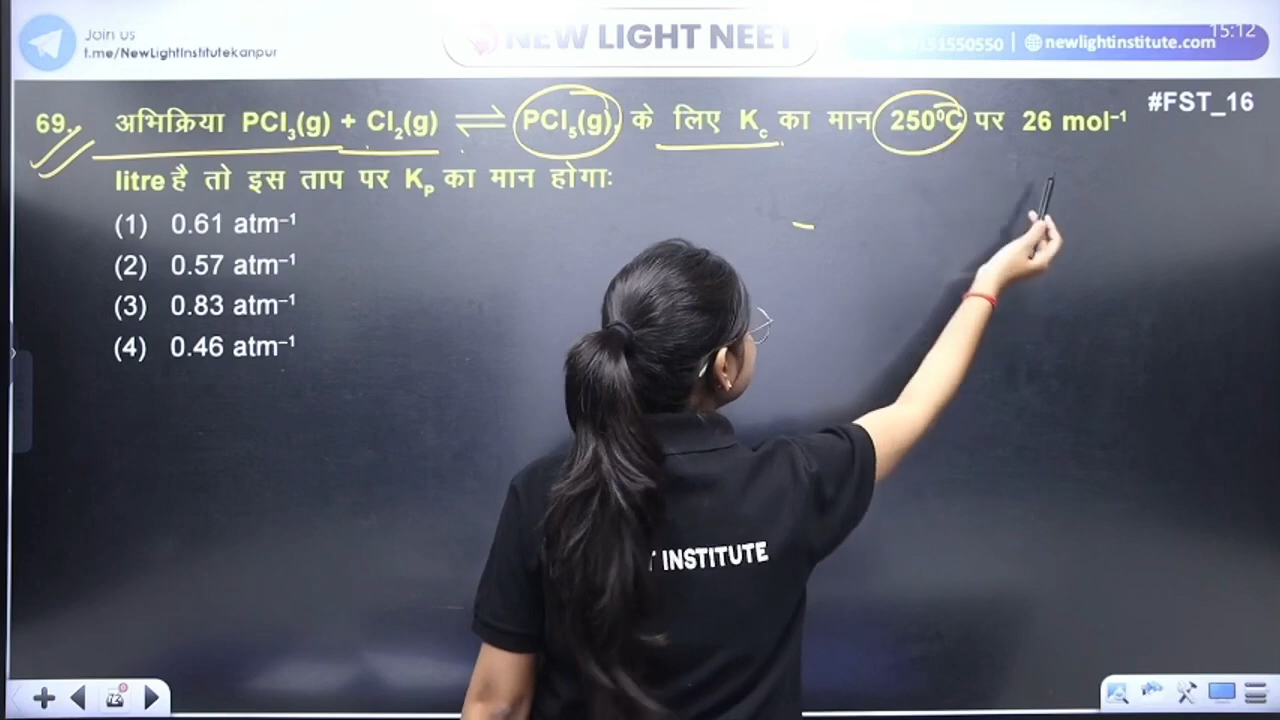 Join us
t.me/NewLightInstitutekanpur
NEW LIGHT NEET
newlightinstitute.com
15:12
#FST_16
69. अभिक्रिया PCl₃(g) + Cl₂(g) ⇌ PCl₅(g), के लिए K꜀ का मान 250⁰C पर 26 mol⁻¹
litre है तो इस ताप पर Kₚ का मान होगाः
(1) 0.61 atm⁻¹
(2) 0.57 atm⁻¹
(3) 0.83 atm⁻¹
(4) 0.46 atm⁻¹
INSTITUTE